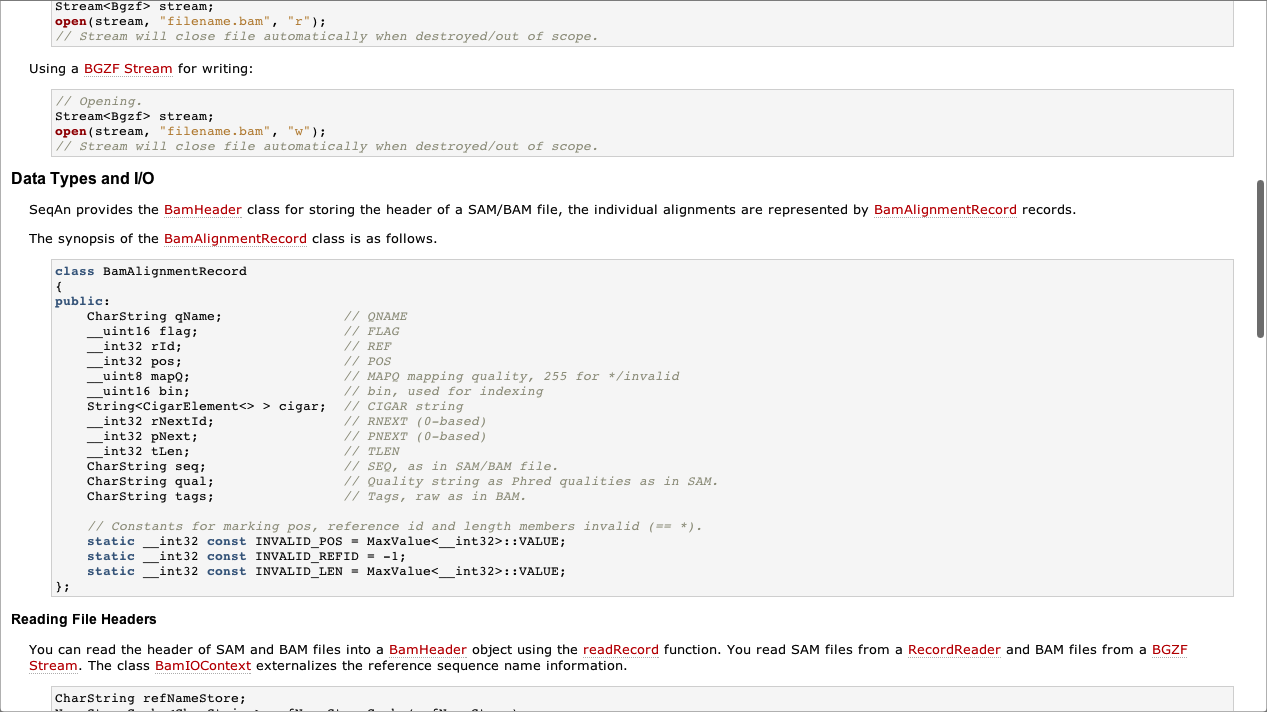 Stream<Bgzf> stream;
open(stream, "filename.bam", "r");
// Stream will close file automatically when destroyed/out of scope.
Using a BGZF Stream for writing:
// Opening.
Stream<Bgzf> stream;
open(stream, "filename.bam", "w");
// Stream will close file automatically when destroyed/out of scope.
Data Types and I/O
SeqAn provides the BamHeader class for storing the header of a SAM/BAM file, the individual alignments are represented by BamAlignmentRecord records.
The synopsis of the BamAlignmentRecord class is as follows.
class BamAlignmentRecord
{
public:
    CharString qName;               // QNAME
    __uint16 flag;                  // FLAG
    __int32 rId;                    // REF
    __int32 pos;                    // POS
    __uint8 mapQ;                   // MAPQ mapping quality, 255 for */invalid
    __uint16 bin;                   // bin, used for indexing
    String<CigarElement<> > cigar;  // CIGAR string
    __int32 rNextId;                // RNEXT (0-based)
    __int32 pNext;                  // PNEXT (0-based)
    __int32 tLen;                   // TLEN
    CharString seq;                 // SEQ, as in SAM/BAM file.
    CharString qual;                // Quality string as Phred qualities as in SAM.
    CharString tags;                // Tags, raw as in BAM.
    // Constants for marking pos, reference id and length members invalid (== *).
    static __int32 const INVALID_POS = MaxValue<__int32>::VALUE;
    static __int32 const INVALID_REFID = -1;
    static __int32 const INVALID_LEN = MaxValue<__int32>::VALUE;
};
Reading File Headers
You can read the header of SAM and BAM files into a BamHeader object using the readRecord function. You read SAM files from a RecordReader and BAM files from a BGZF
Stream. The class BamIOContext externalizes the reference sequence name information.
CharString refNameStore;